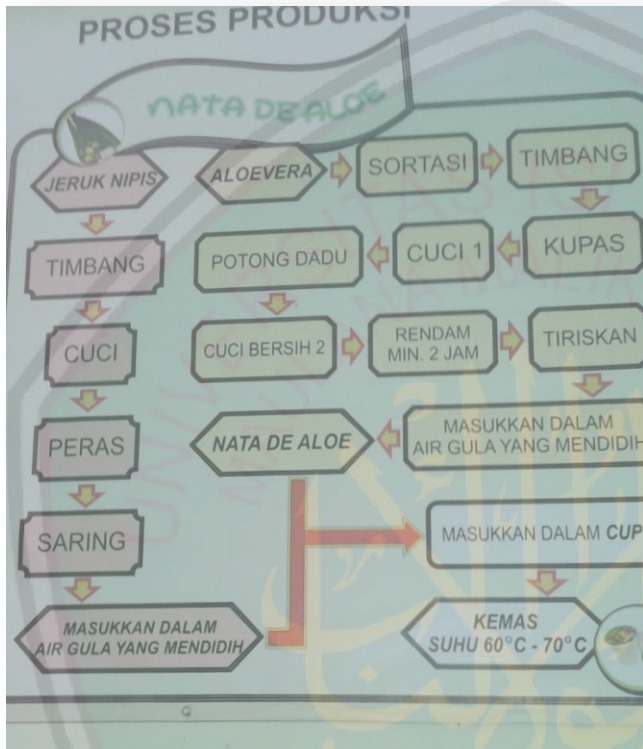 PROSES PRODUKSI
NATA DE ALOE
JERUK NIPIS
TIMBANG
CUCI
PERAS
SARING
MASUKKAN DALAM
AIR GULA YANG MENDIDIH
ALOEVERA
SORTASI
TIMBANG
KUPAS
CUCI 1
POTONG DADU
CUCI BERSIH 2
RENDAM
MIN. 2 JAM
TIRISKAN
MASUKKAN DALAM
AIR GULA YANG MENDIDIH
NATA DE ALOE
MASUKKAN DALAM CUP
KEMAS
SUHU 60°C - 70°C
UNIVERSITAS